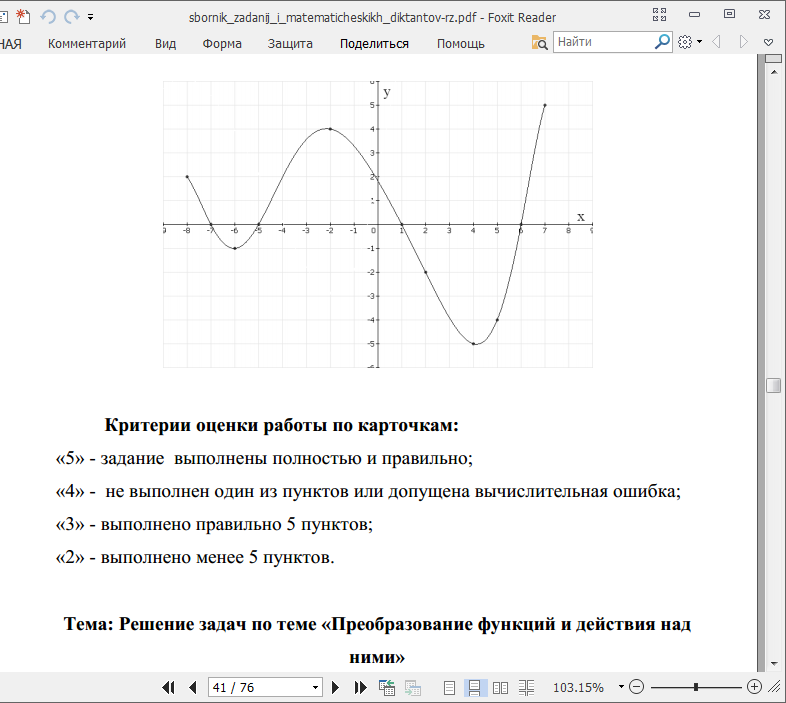 sbornik_zadanij_i_matematicheskikh_diktantov-rz.pdf - Foxit Reader
НАЯ Комментарий Вид Форма Защита Поделиться Помощь Найти
y
6
5
4
3
2
1
x
9 -8 -7 -6 -5 -4 -3 -2 -1 0 1 2 3 4 5 6 7 8 9
-1
-2
-3
-4
-5
-6
Критерии оценки работы по карточкам:
«5» - задание выполнены полностью и правильно;
«4» - не выполнен один из пунктов или допущена вычислительная ошибка;
«3» - выполнено правильно 5 пунктов;
«2» - выполнено менее 5 пунктов.
Тема: Решение задач по теме «Преобразование функций и действия над
ними»
41 / 76 103.15%